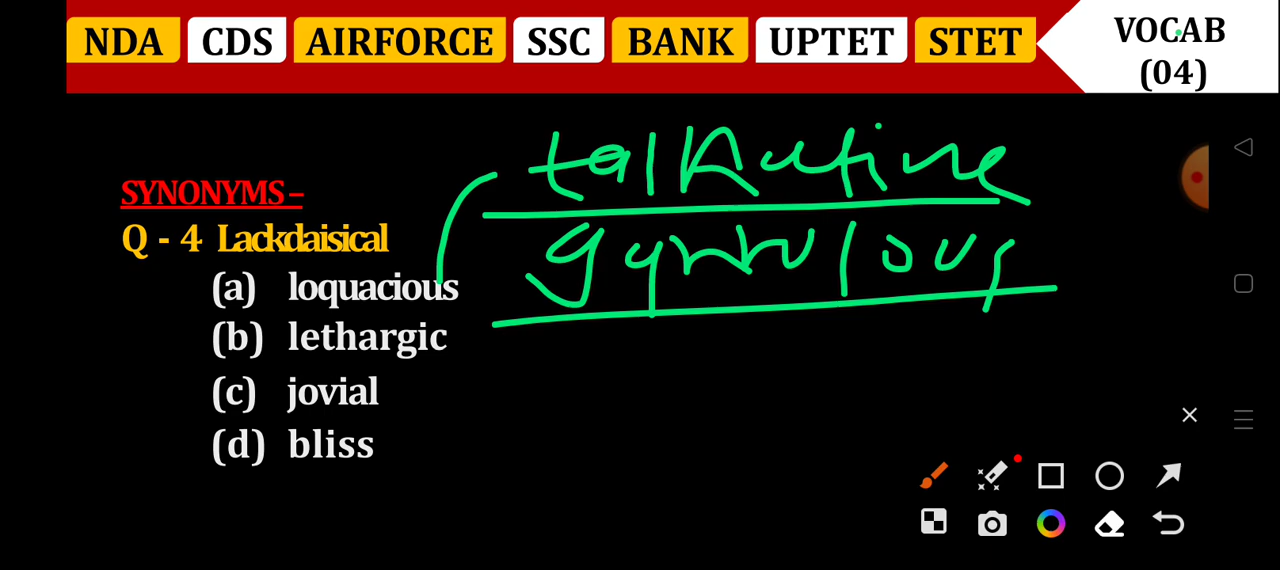 NDA CDS AIRFORCE SSC BANK UPTET STET
VOCAB
(04)
talkative
garrulous
SYNONYMS –
Q - 4 Lackdaisical
(a) loquacious
(b) lethargic
(c) jovial
(d) bliss